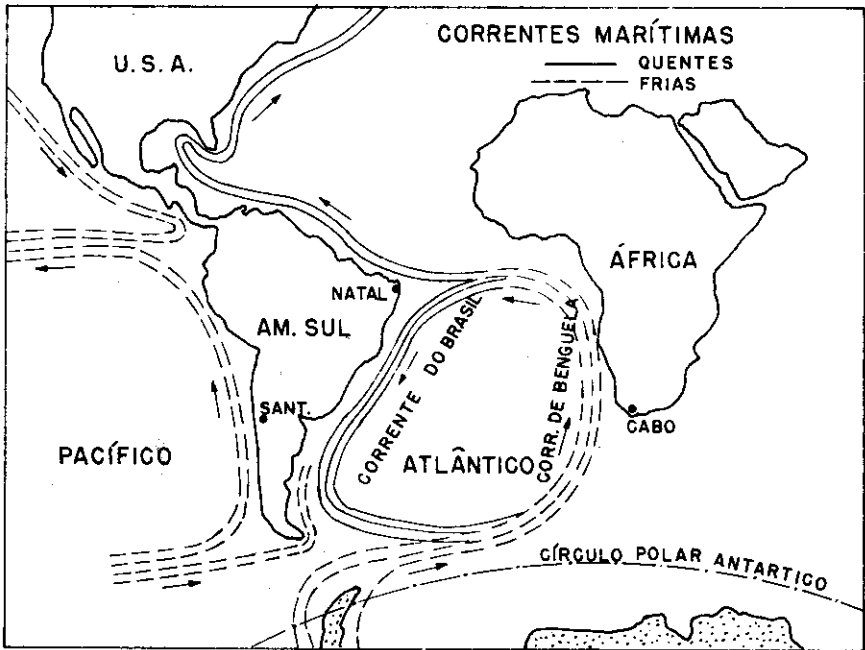 CORRENTES MARÍTIMAS
QUENTES
FRIAS
U.S.A.
ÁFRICA
NATAL
AM. SUL
SANT.
CORRENTE DO BRASIL
CORR. DE BENGUELA
CABO
PACÍFICO
ATLÂNTICO
CÍRCULO POLAR ANTARTICO